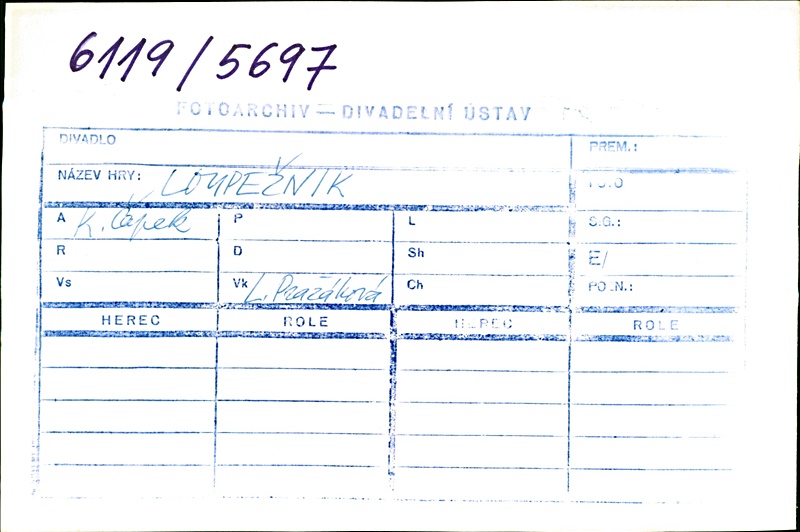 6119/5697
FOTOARCHIV — DIVADELNÍ ÚSTAV
DIVADLO PREM.:
NÁZEV HRY: LOUPEŽNÍK FOTO
A K. Čapek P L S.G.:
R D Sh E/
Vs Vk L. Pražáková Ch PO.N.:
HEREC ROLE HEREC ROLE